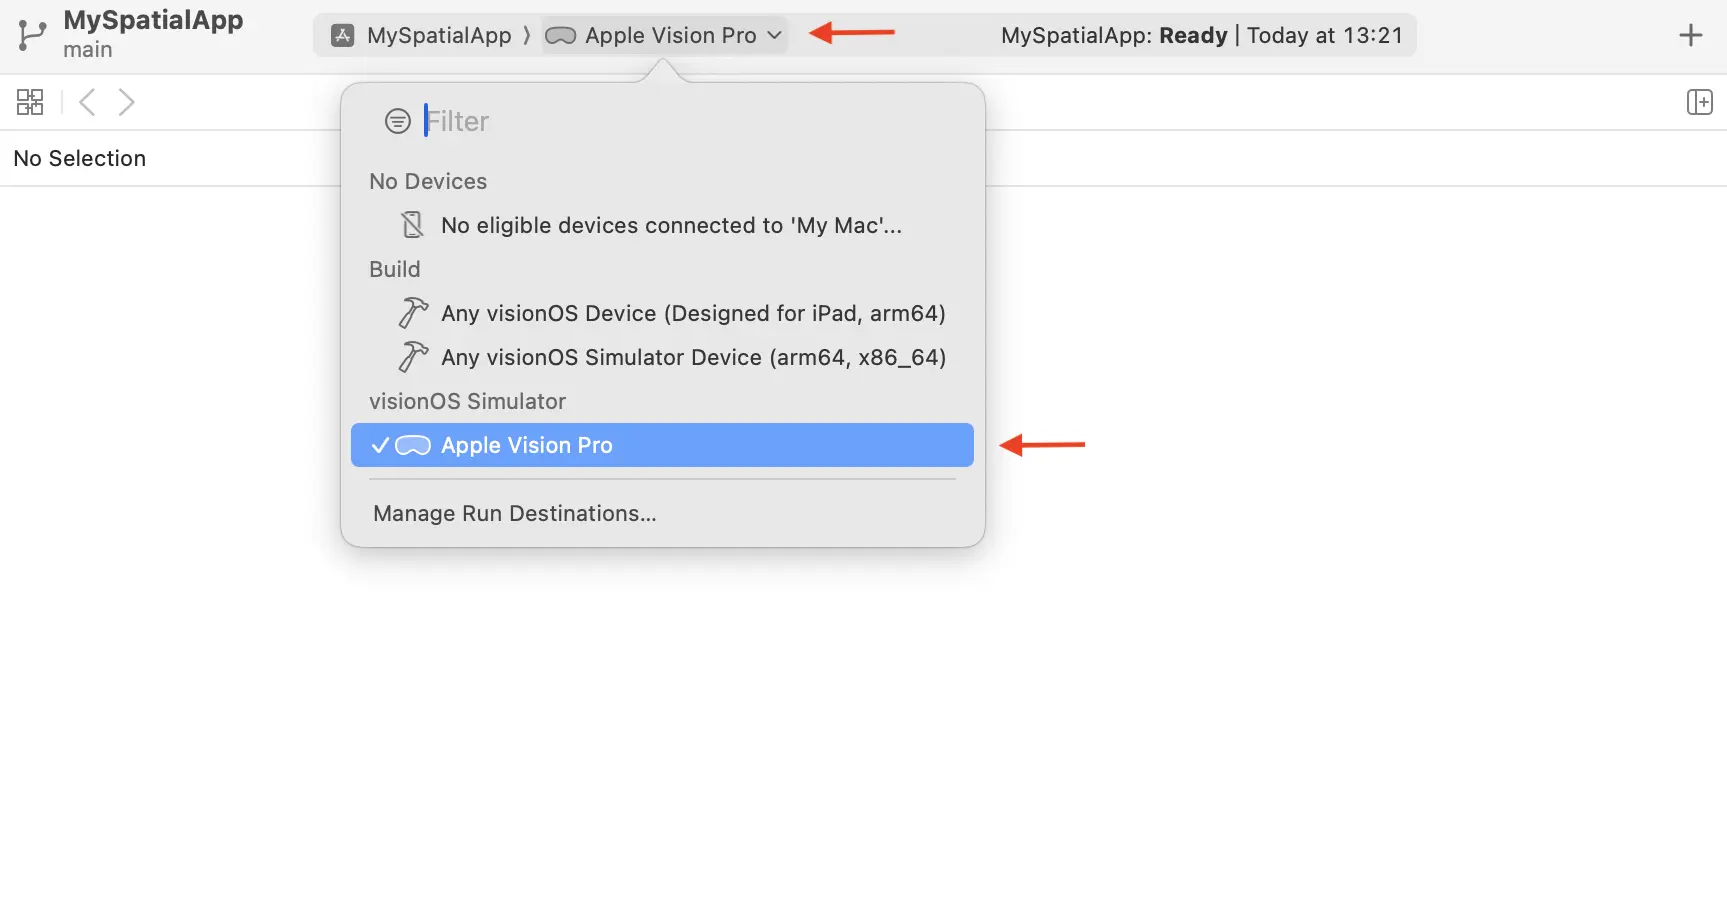 MySpatialApp
main
MySpatialApp ⟩ Apple Vision Pro
MySpatialApp: Ready | Today at 13:21
No Selection
Filter
No Devices
No eligible devices connected to 'My Mac'...
Build
Any visionOS Device (Designed for iPad, arm64)
Any visionOS Simulator Device (arm64, x86_64)
visionOS Simulator
Apple Vision Pro
Manage Run Destinations...